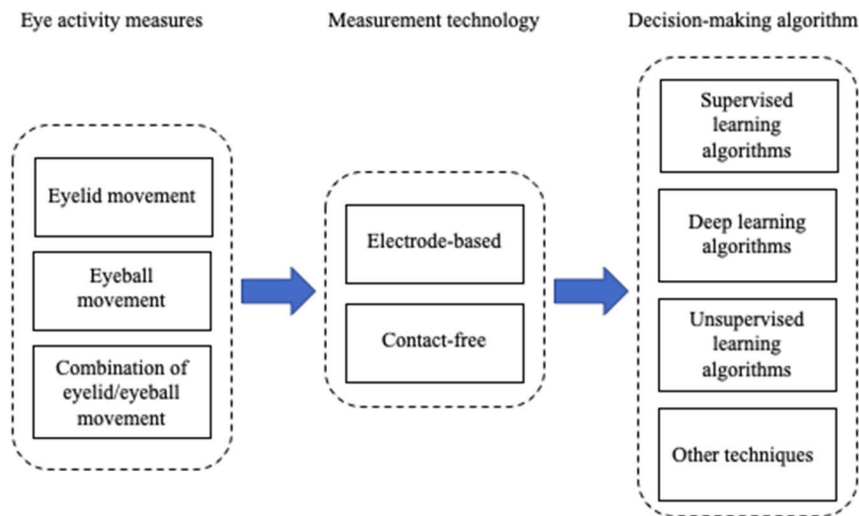 Eye activity measures
Measurement technology
Decision-making algorithm
Eyelid movement
Eyeball
movement
Combination of
eyelid/eyeball
movement
Electrode-based
Contact-free
Supervised
learning
algorithms
Deep learning
algorithms
Unsupervised
learning
algorithms
Other techniques